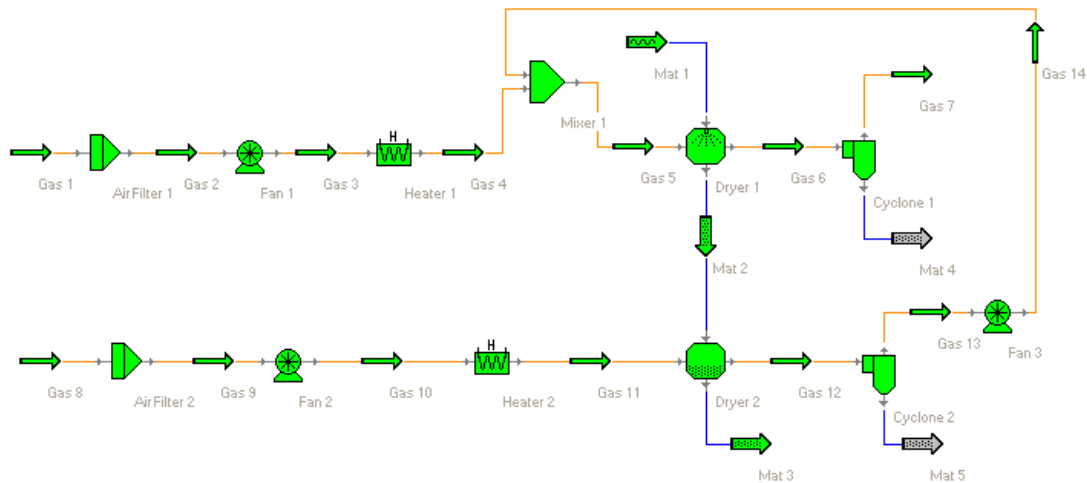 Gas 14
Mat 1
Gas 7
Mixer 1
H
Gas 1
AirFilter 1
Gas 2
Fan 1
Gas 3
Heater 1
Gas 4
Gas 5
Dryer 1
Gas 6
Cyclone 1
Mat 2
Mat 4
H
Gas 13
Fan 3
Gas 8
AirFilter 2
Gas 9
Fan 2
Gas 10
Heater 2
Gas 11
Dryer 2
Gas 12
Cyclone 2
Mat 3
Mat 5